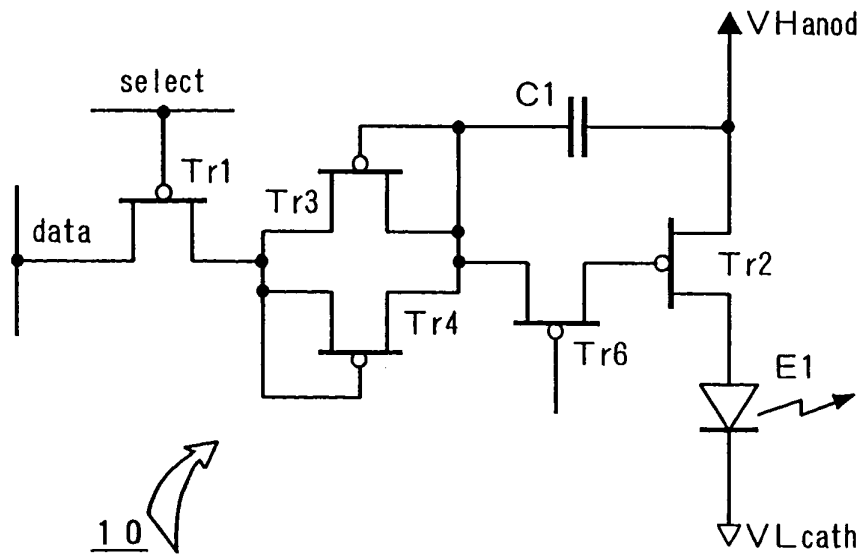 VHanod
select
C1
Tr1
Tr3
data
Tr2
Tr4
Tr6
E1
10
VLcath